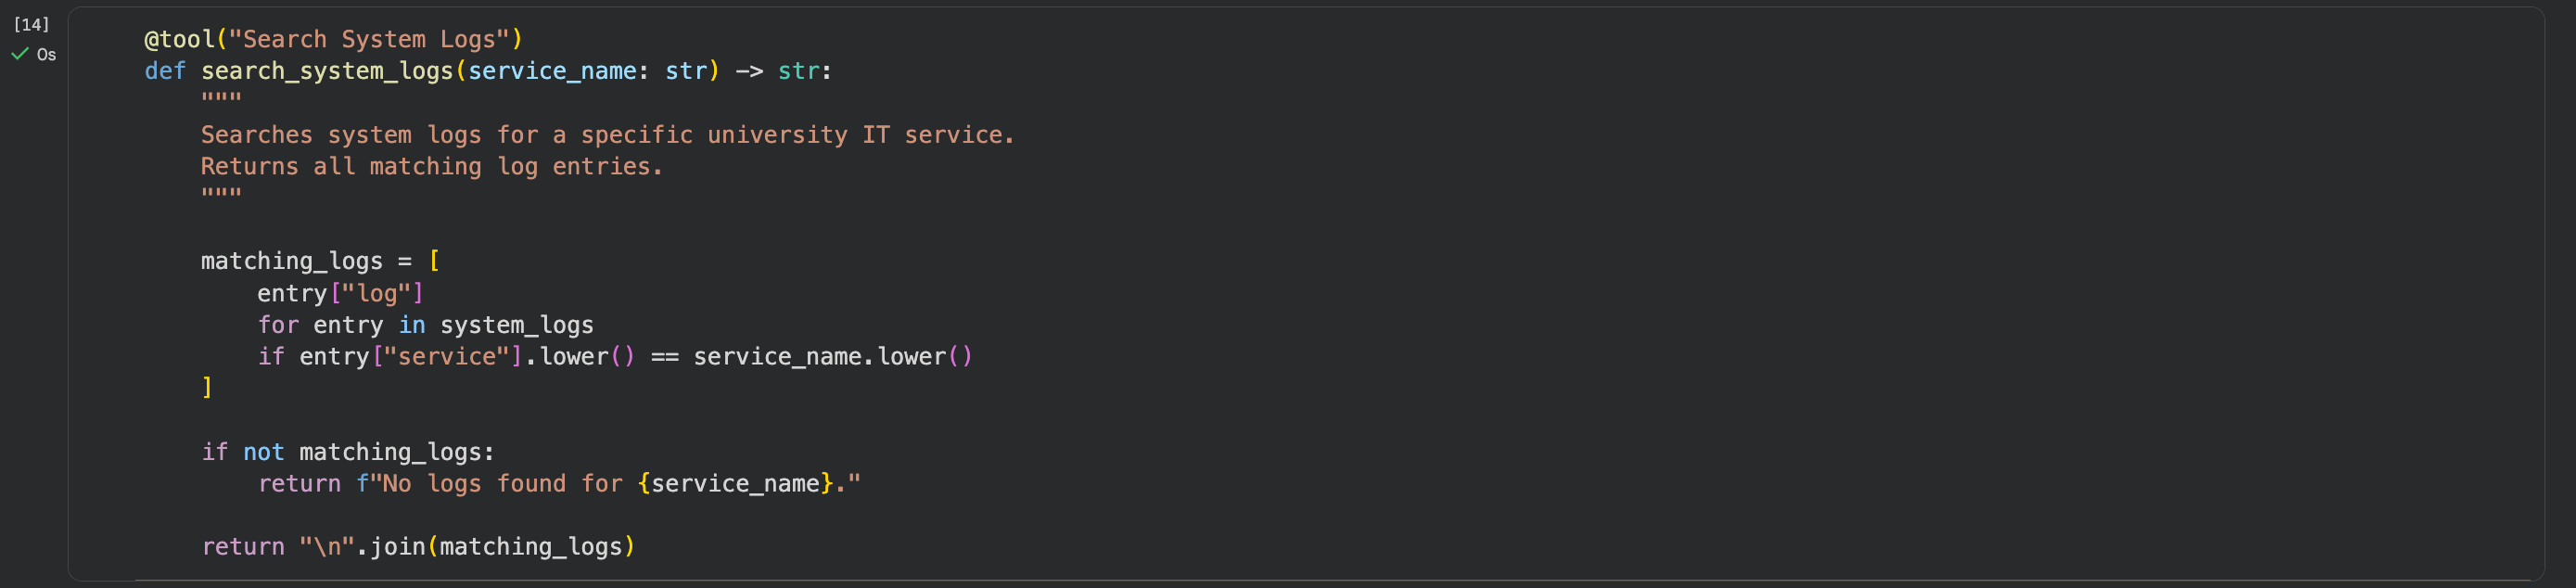 [14]
0s
@tool("Search System Logs")
def search_system_logs(service_name: str) -> str:
    """
    Searches system logs for a specific university IT service.
    Returns all matching log entries.
    """

    matching_logs = [
        entry["log"]
        for entry in system_logs
        if entry["service"].lower() == service_name.lower()
    ]

    if not matching_logs:
        return f"No logs found for {service_name}."

    return "\n".join(matching_logs)